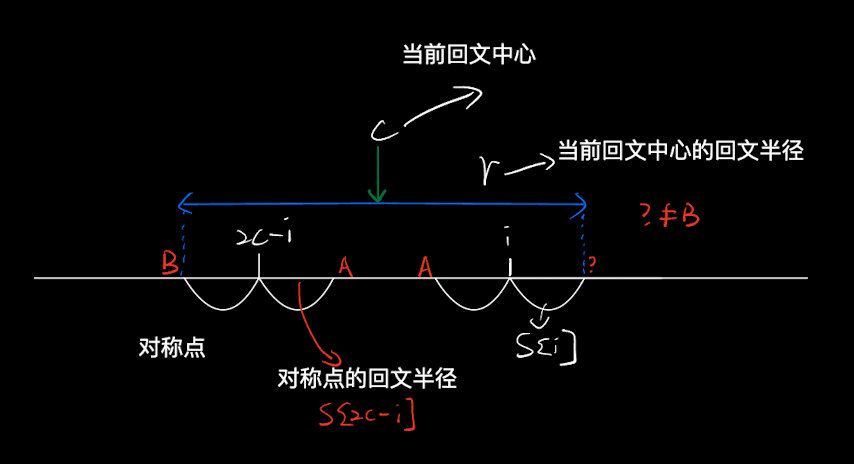 当前回文中心
c
r
当前回文中心的回文半径
? ≠ B
2c-i
i
B
A
A
?
对称点
S[i]
对称点的回文半径
S[2c-i]